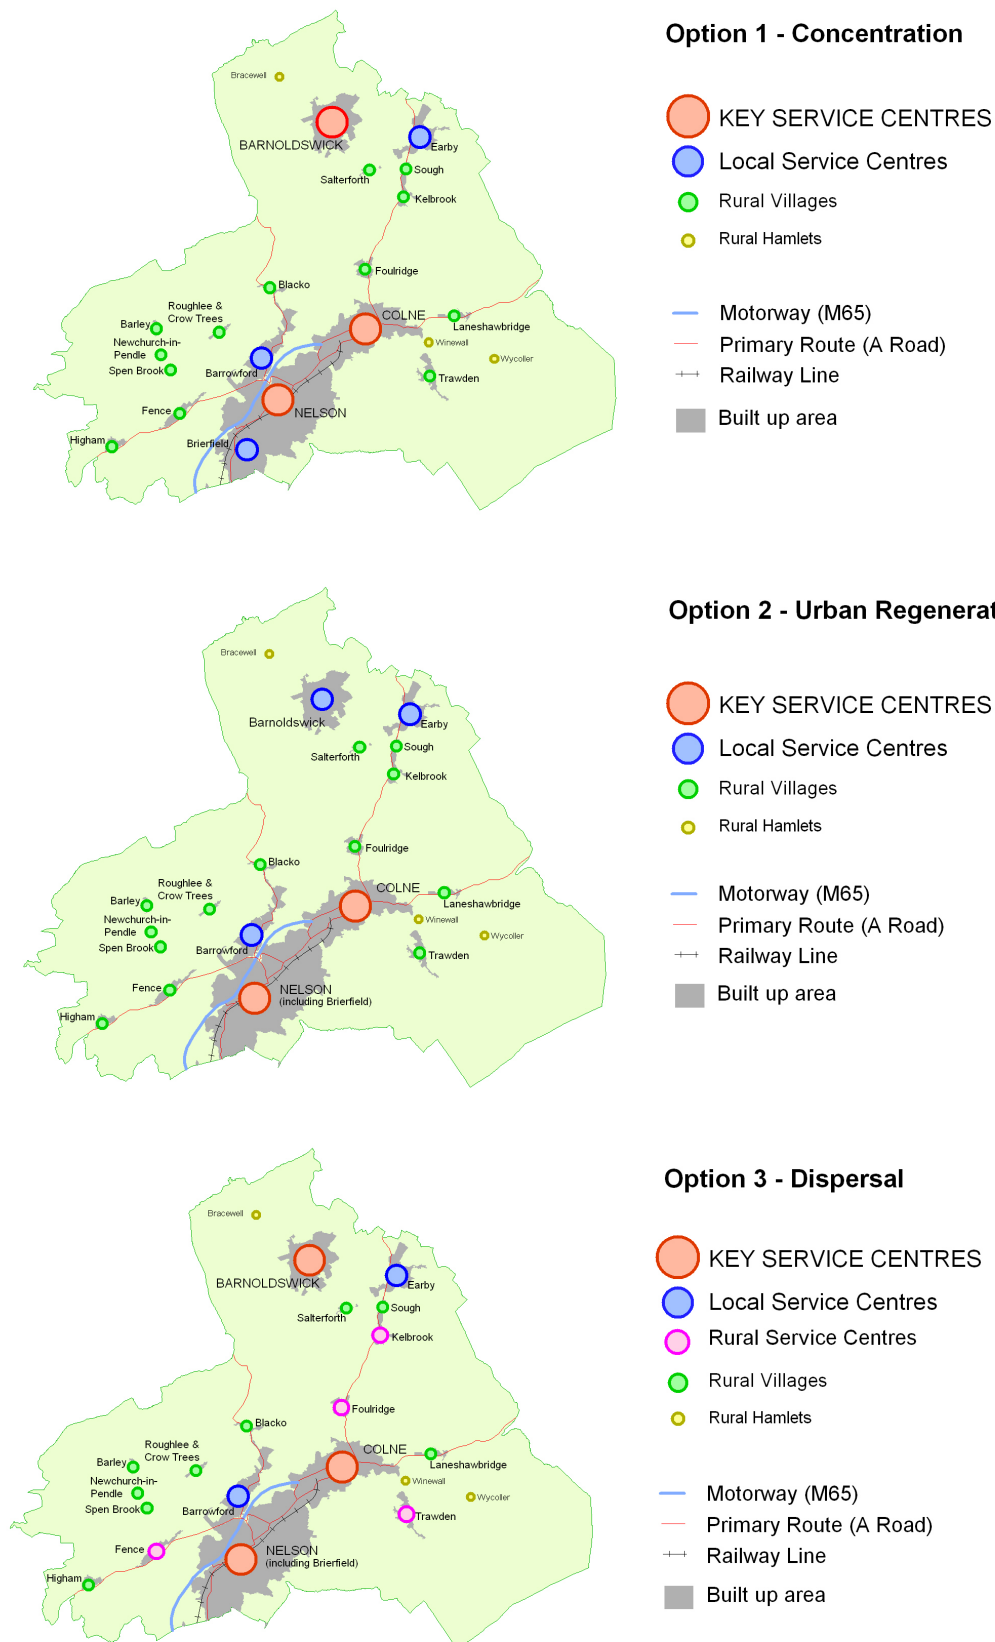 Option 1 - Concentration
Bracewell
BARNOLDSWICK
Earby
Salterforth
Sough
Kelbrook
Foulridge
Blacko
Roughlee &
Crow Trees
Barley
Newchurch-in-
Pendle
Spen Brook
COLNE
Laneshawbridge
Winewall
Wycoller
Trawden
Barrowford
NELSON
Fence
Brierfield
Higham
KEY SERVICE CENTRES
Local Service Centres
Rural Villages
Rural Hamlets
Motorway (M65)
Primary Route (A Road)
Railway Line
Built up area
Option 2 - Urban Regenerat
Bracewell
Barnoldswick
Earby
Salterforth
Sough
Kelbrook
Foulridge
Blacko
Roughlee &
Crow Trees
Barley
Newchurch-in-
Pendle
Spen Brook
COLNE
Laneshawbridge
Winewall
Wycoller
Trawden
Barrowford
NELSON
(including Brierfield)
Fence
Higham
KEY SERVICE CENTRES
Local Service Centres
Rural Villages
Rural Hamlets
Motorway (M65)
Primary Route (A Road)
Railway Line
Built up area
Option 3 - Dispersal
Bracewell
BARNOLDSWICK
Earby
Salterforth
Sough
Kelbrook
Foulridge
Blacko
Roughlee &
Crow Trees
Barley
Newchurch-in-
Pendle
Spen Brook
COLNE
Laneshawbridge
Winewall
Wycoller
Trawden
Barrowford
NELSON
(including Brierfield)
Fence
Higham
KEY SERVICE CENTRES
Local Service Centres
Rural Service Centres
Rural Villages
Rural Hamlets
Motorway (M65)
Primary Route (A Road)
Railway Line
Built up area